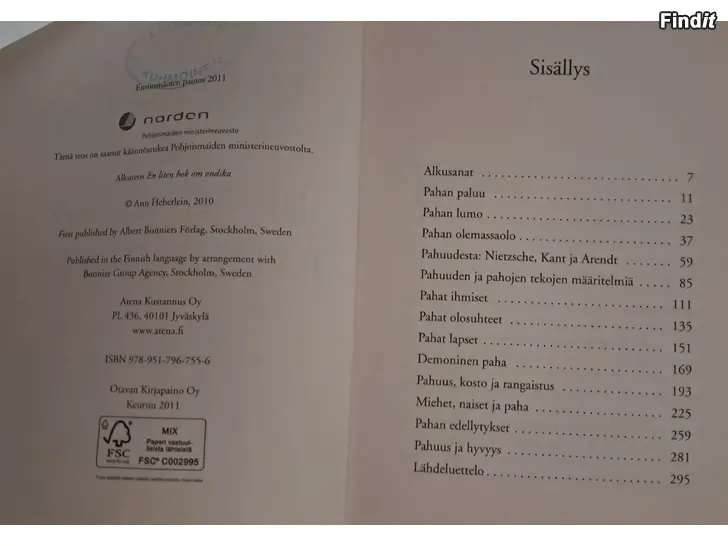 Findit
KUHMOINEN
Ensimmäinen painos 2011
norden
Pohjoismaiden ministerineuvosto
Tämä teos on saanut käännöstukea Pohjoismaiden ministerineuvostolta.
Alkuteos En liten bok om ondska
© Ann Heberlein, 2010
First published by Albert Bonniers Förlag, Stockholm, Sweden
Published in the Finnish language by arrangement with
Bonnier Group Agency, Stockholm, Sweden
Atena Kustannus Oy
PL 436, 40101 Jyväskylä
www.atena.fi
ISBN 978-951-796-755-6
Otavan Kirjapaino Oy
Keuruu 2011
FSC
MIX
Paperi vastuul-
lisista lähteistä
FSC® C002995
Sisällys
Alkusanat 7
Pahan paluu 11
Pahan lumo 23
Pahan olemassaolo 37
Pahuudesta: Nietzsche, Kant ja Arendt 59
Pahuuden ja pahojen tekojen määritelmiä 85
Pahat ihmiset 111
Pahat olosuhteet 135
Pahat lapset 151
Demoninen paha 169
Pahuus, kosto ja rangaistus 193
Miehet, naiset ja paha 225
Pahan edellytykset 259
Pahuus ja hyvyys 281
Lähdeluettelo 295